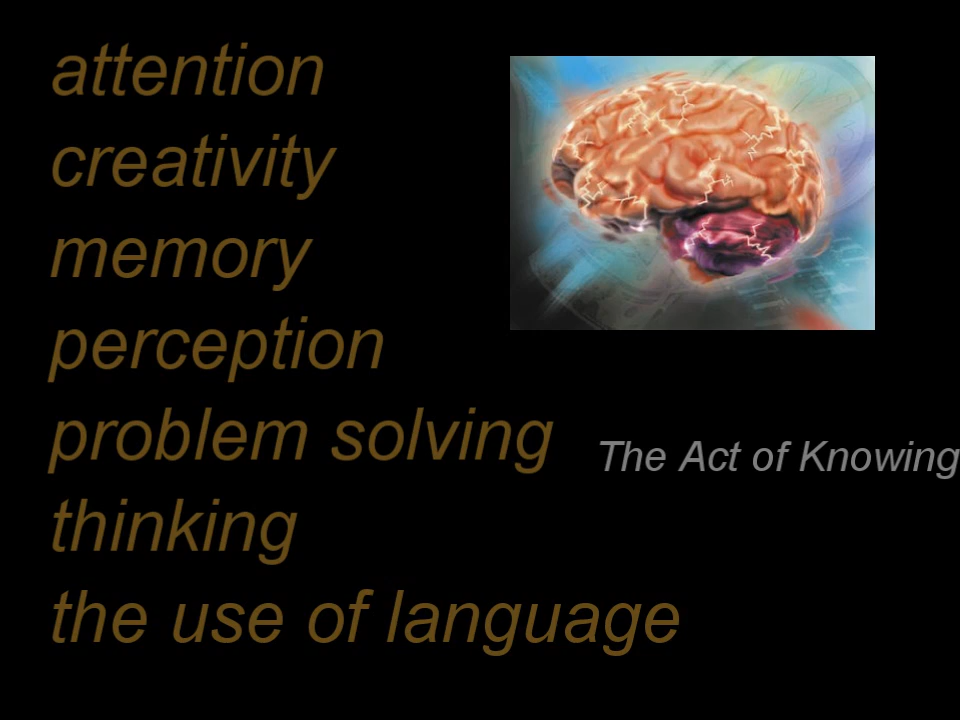 attention
creativity
memory
perception
problem solving
The Act of Knowing
thinking
the use of language